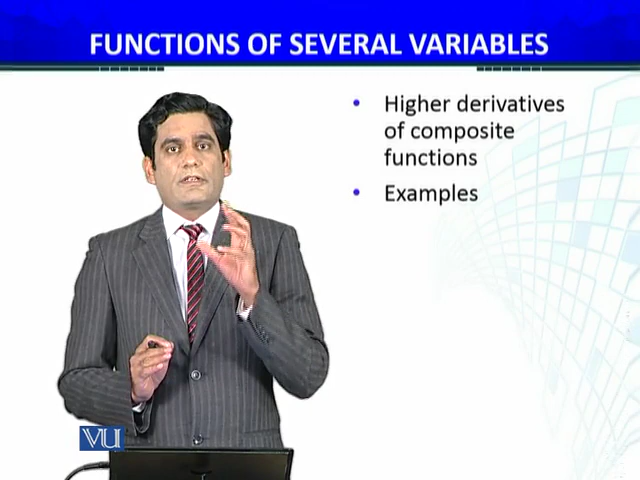 FUNCTIONS OF SEVERAL VARIABLES
• Higher derivatives
of composite
functions
• Examples
VU